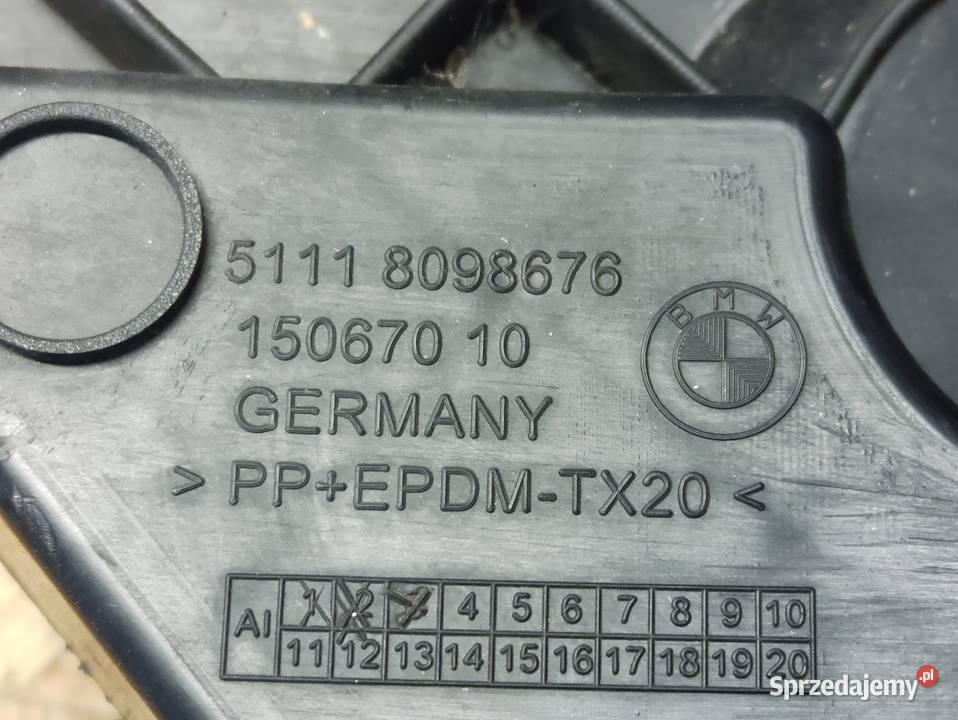 5111 8098676
150670 10
BMW
GERMANY
> PP+EPDM-TX20 <
AI 1 2 3 4 5 6 7 8 9 10
11 12 13 14 15 16 17 18 19 20
Sprzedajemy.pl